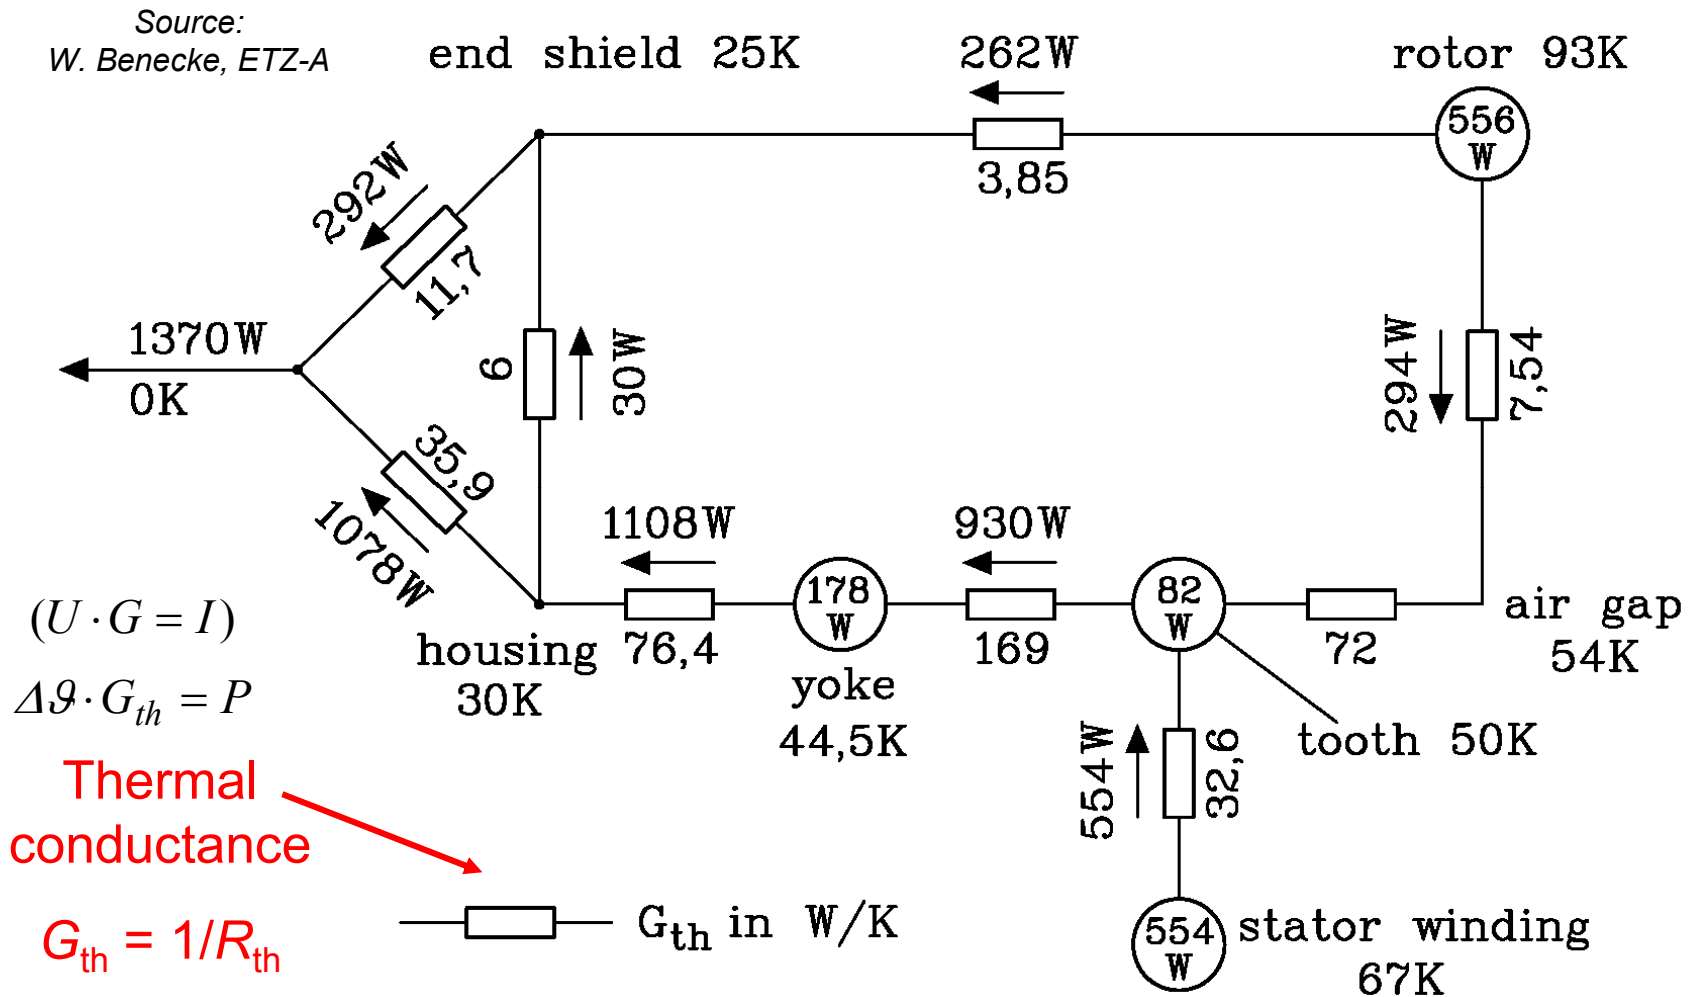 Source:
W. Benecke, ETZ-A
end shield 25K
262W
rotor 93K
556
W
3,85
292W
11,7
1370W
0K
6
30W
294W
7,54
35,9
1078W
1108W
930W
178
W
82
W
76,4
169
72
air gap
54K
housing
30K
yoke
44,5K
tooth 50K
(U · G = I)
Δϑ · Gth = P
554W
32,6
Thermal
conductance
Gth = 1/Rth
Gth in W/K
554
W
stator winding
67K